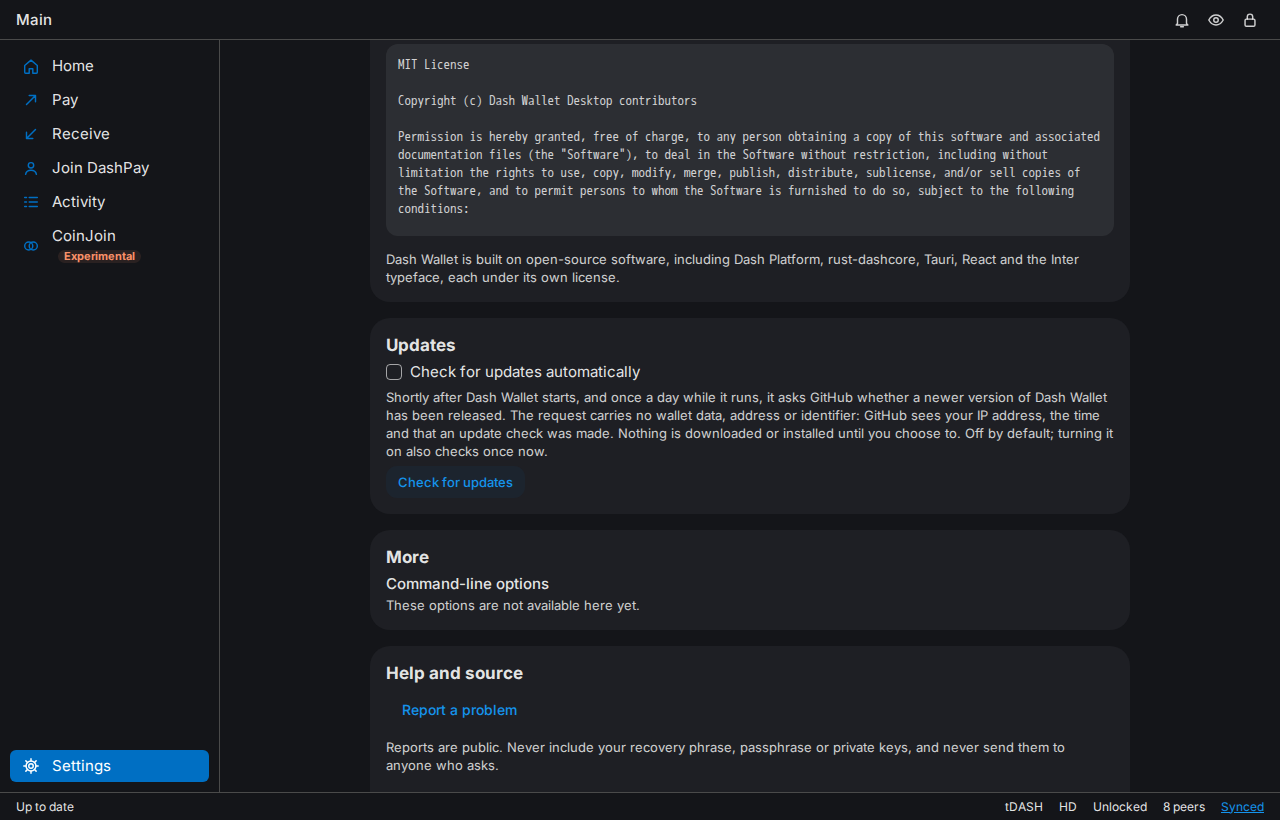 Main
Home
Pay
Receive
Join DashPay
Activity
CoinJoin
Experimental
Settings
MIT License
Copyright (c) Dash Wallet Desktop contributors
Permission is hereby granted, free of charge, to any person obtaining a copy of this software and associated
documentation files (the "Software"), to deal in the Software without restriction, including without
limitation the rights to use, copy, modify, merge, publish, distribute, sublicense, and/or sell copies of
the Software, and to permit persons to whom the Software is furnished to do so, subject to the following
conditions:
Dash Wallet is built on open-source software, including Dash Platform, rust-dashcore, Tauri, React and the Inter
typeface, each under its own license.
Updates
Check for updates automatically
Shortly after Dash Wallet starts, and once a day while it runs, it asks GitHub whether a newer version of Dash Wallet
has been released. The request carries no wallet data, address or identifier: GitHub sees your IP address, the time
and that an update check was made. Nothing is downloaded or installed until you choose to. Off by default; turning it
on also checks once now.
Check for updates
More
Command-line options
These options are not available here yet.
Help and source
Report a problem
Reports are public. Never include your recovery phrase, passphrase or private keys, and never send them to
anyone who asks.
Up to date
tDASH HD Unlocked 8 peers Synced